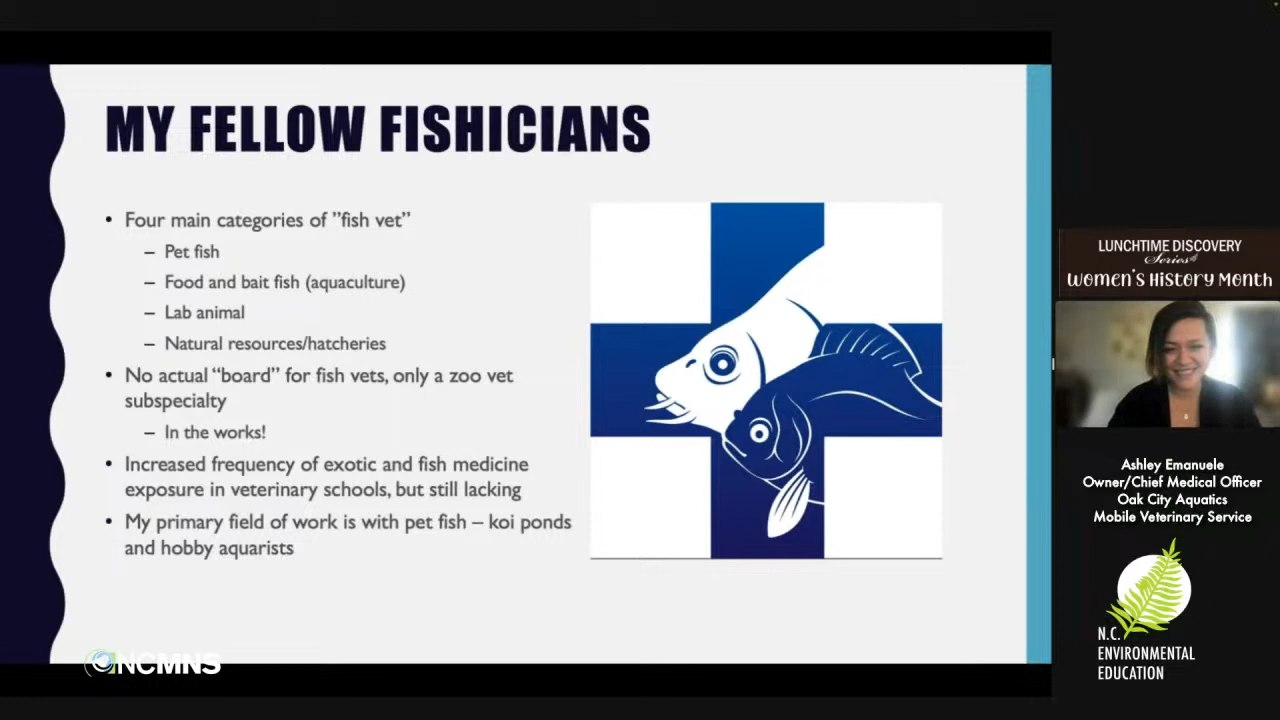 MY FELLOW FISHICIANS
• Four main categories of ”fish vet”
– Pet fish
– Food and bait fish (aquaculture)
– Lab animal
– Natural resources/hatcheries
• No actual “board” for fish vets, only a zoo vet
subspecialty
– In the works!
• Increased frequency of exotic and fish medicine
exposure in veterinary schools, but still lacking
• My primary field of work is with pet fish – koi ponds
and hobby aquarists
NCMNS
LUNCHTIME DISCOVERY
Series
Women's History Month
Ashley Emanuele
Owner/Chief Medical Officer
Oak City Aquatics
Mobile Veterinary Service
N.C.
ENVIRONMENTAL
EDUCATION